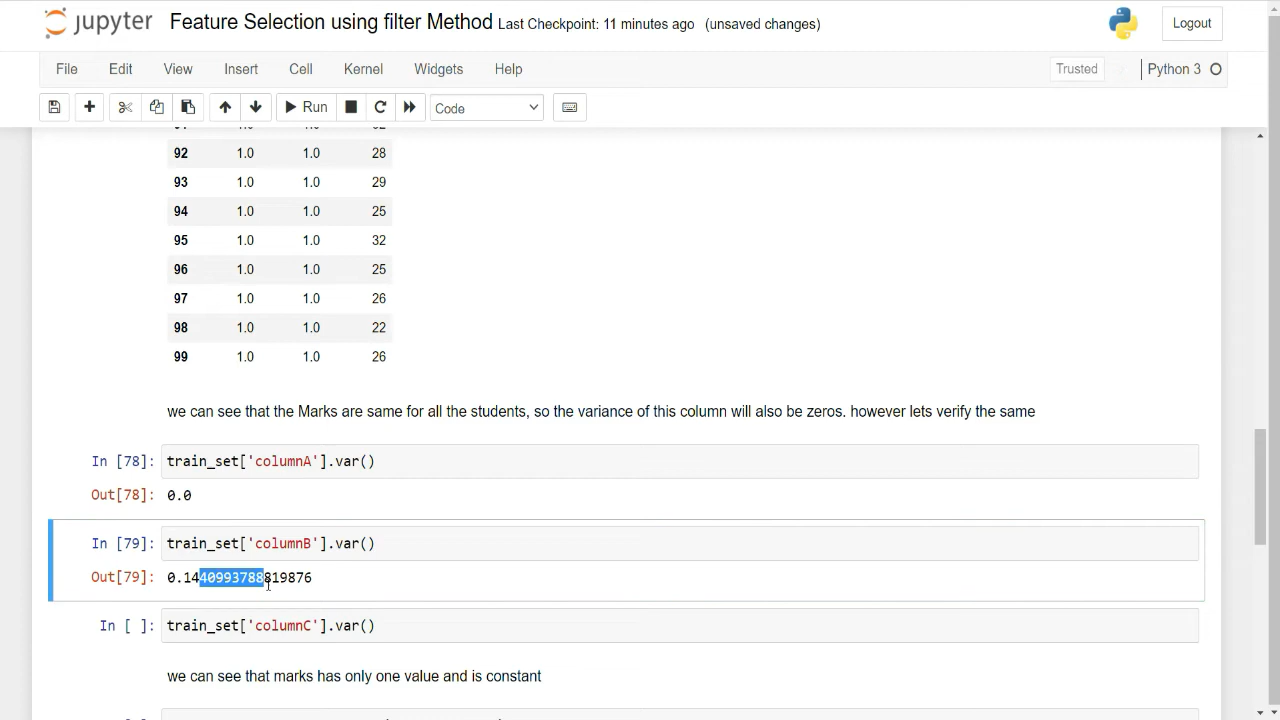 jupyter Feature Selection using filter Method Last Checkpoint: 11 minutes ago (unsaved changes) Logout
File Edit View Insert Cell Kernel Widgets Help Trusted Python 3
Run Code
92 1.0 1.0 28
93 1.0 1.0 29
94 1.0 1.0 25
95 1.0 1.0 32
96 1.0 1.0 25
97 1.0 1.0 26
98 1.0 1.0 22
99 1.0 1.0 26
we can see that the Marks are same for all the students, so the variance of this column will also be zeros. however lets verify the same
In [78]: train_set['columnA'].var()
Out[78]: 0.0
In [79]: train_set['columnB'].var()
Out[79]: 0.1440993788819876
In [ ]: train_set['columnC'].var()
we can see that marks has only one value and is constant